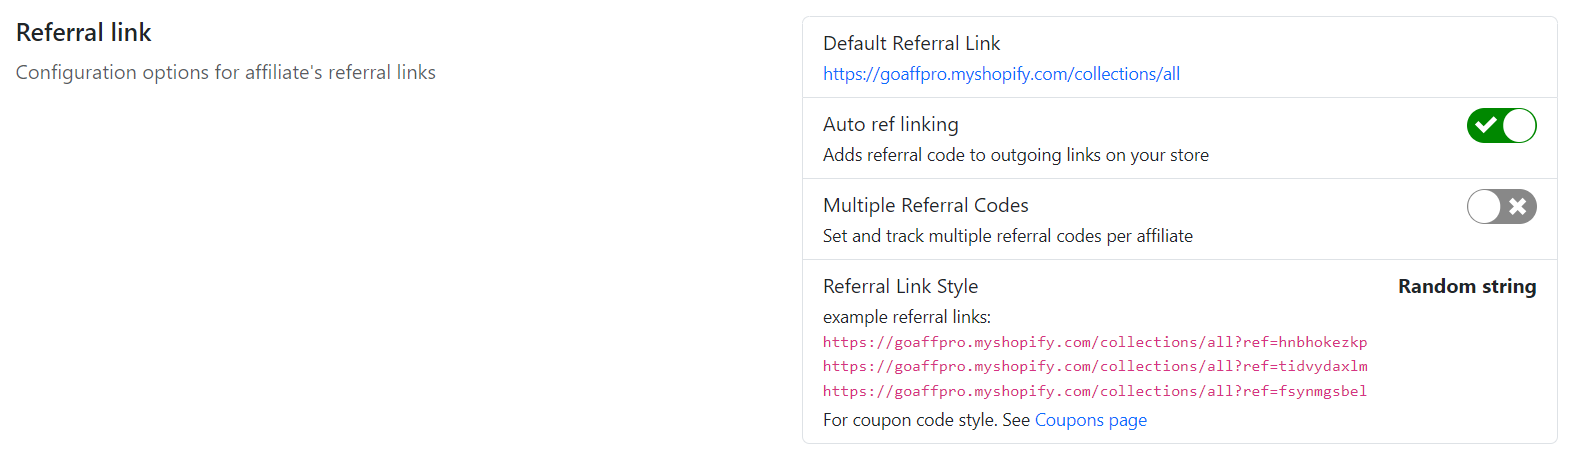 Referral link
Configuration options for affiliate's referral links
Default Referral Link
https://goaffpro.myshopify.com/collections/all
Auto ref linking
Adds referral code to outgoing links on your store
Multiple Referral Codes
Set and track multiple referral codes per affiliate
Referral Link Style
Random string
example referral links:
https://goaffpro.myshopify.com/collections/all?ref=hnbhokezkp
https://goaffpro.myshopify.com/collections/all?ref=tidvydaxlm
https://goaffpro.myshopify.com/collections/all?ref=fsynmgsbel
For coupon code style. See Coupons page